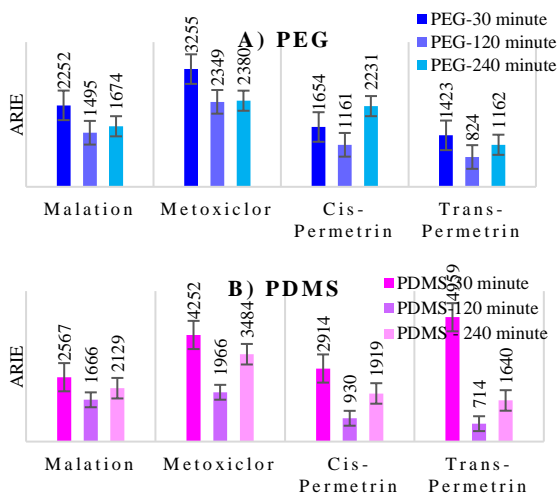 A) PEG
PEG-30 minute
PEG-120 minute
PEG-240 minute
ARIE
2252
1495
1674
3255
2349
2380
1654
1161
2231
1423
824
1162
Malation
Metoxiclor
Cis-
Permetrin
Trans-
Permetrin
B) PDMS
PDMS-30 minute
PDMS-120 minute
PDMS - 240 minute
ARIE
2567
1666
2129
4252
1966
3484
2914
930
1919
4959
714
1640
Malation
Metoxiclor
Cis-
Permetrin
Trans-
Permetrin